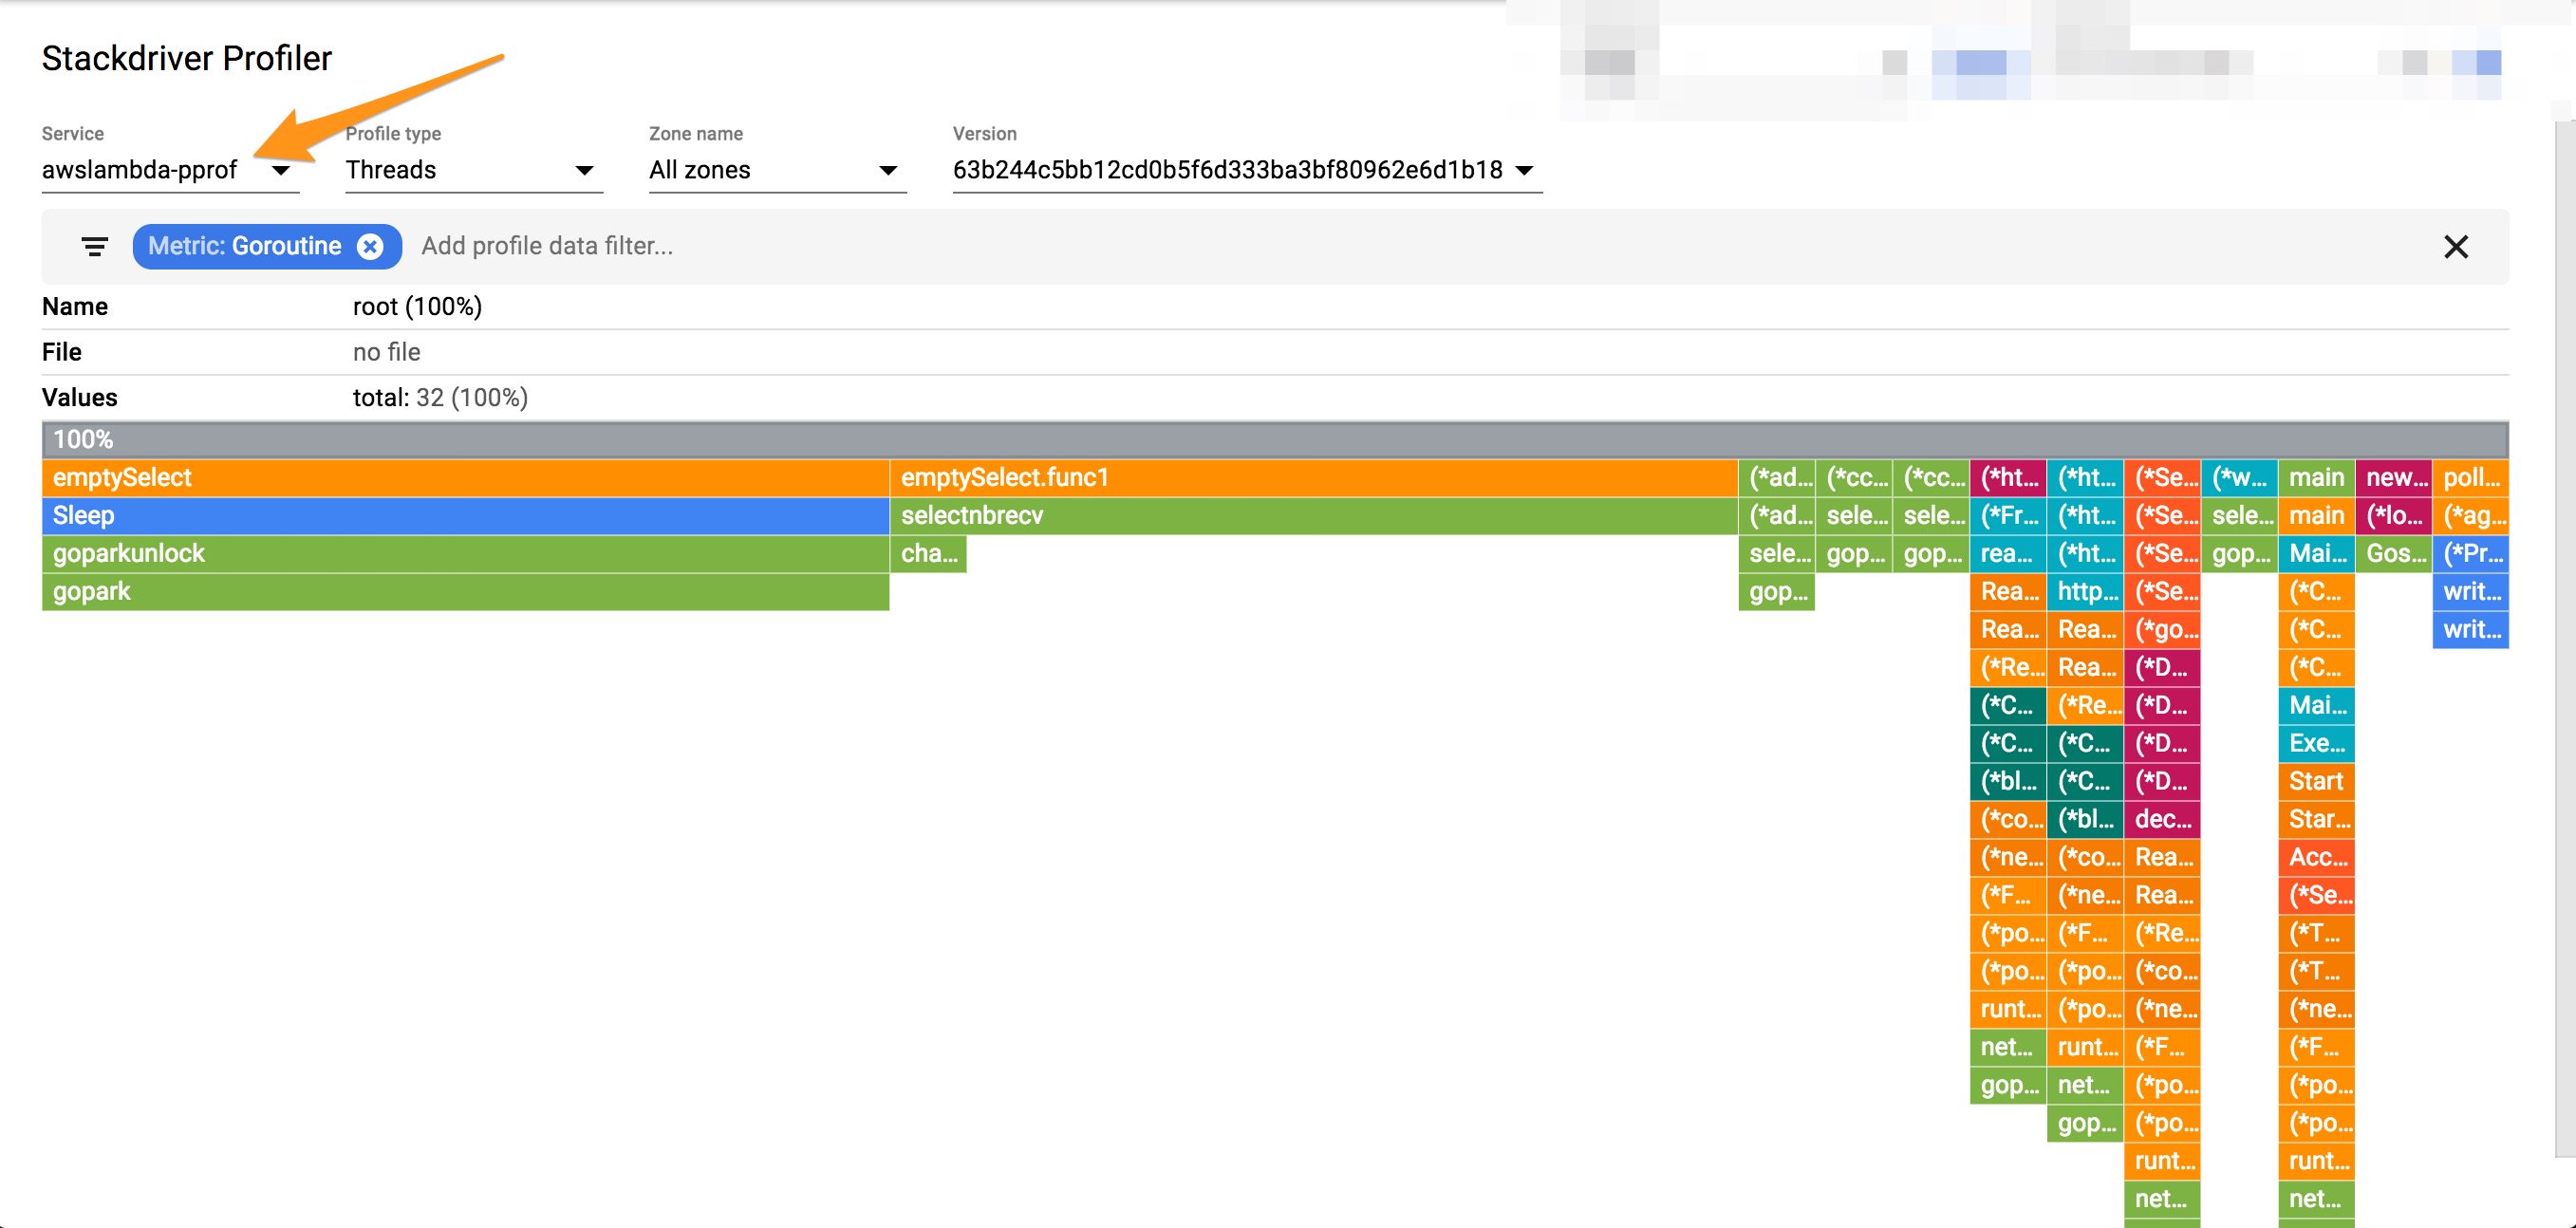 Stackdriver Profiler
Service Profile type Zone name Version
awslambda-pprof Threads All zones 63b244c5bb12cd0b5f6d333ba3bf80962e6d1b18
Metric: Goroutine Add profile data filter...
Name root (100%)
File no file
Values total: 32 (100%)
100%
emptySelect emptySelect.func1 (*ad... (*cc... (*cc... (*ht... (*ht... (*Se... (*w... main new... poll...
Sleep selectnbrecv (*ad... sele... sele... (*Fr... (*ht... (*Se... sele... main (*lo... (*ag...
goparkunlock cha... sele... gop... gop... rea... (*ht... (*Se... gop... Mai... Gos... (*Pr...
gopark gop... Rea... http... (*Se... (*C... writ...
Rea... Rea... (*go... (*C... writ...
(*Re... Rea... (*D... (*C...
(*C... (*Re... (*D... Mai...
(*C... (*C... (*D... Exe...
(*bl... (*C... (*D... Start
(*co... (*bl... dec... Star...
(*ne... (*co... Rea... Acc...
(*F... (*ne... Rea... (*Se...
(*po... (*F... (*Re... (*T...
(*po... (*po... (*co... (*T...
runt... (*po... (*ne... (*ne...
net... runt... (*F... (*F...
gop... net... (*po... (*po...
gop... (*po... (*po...
runt... runt...
net... net...